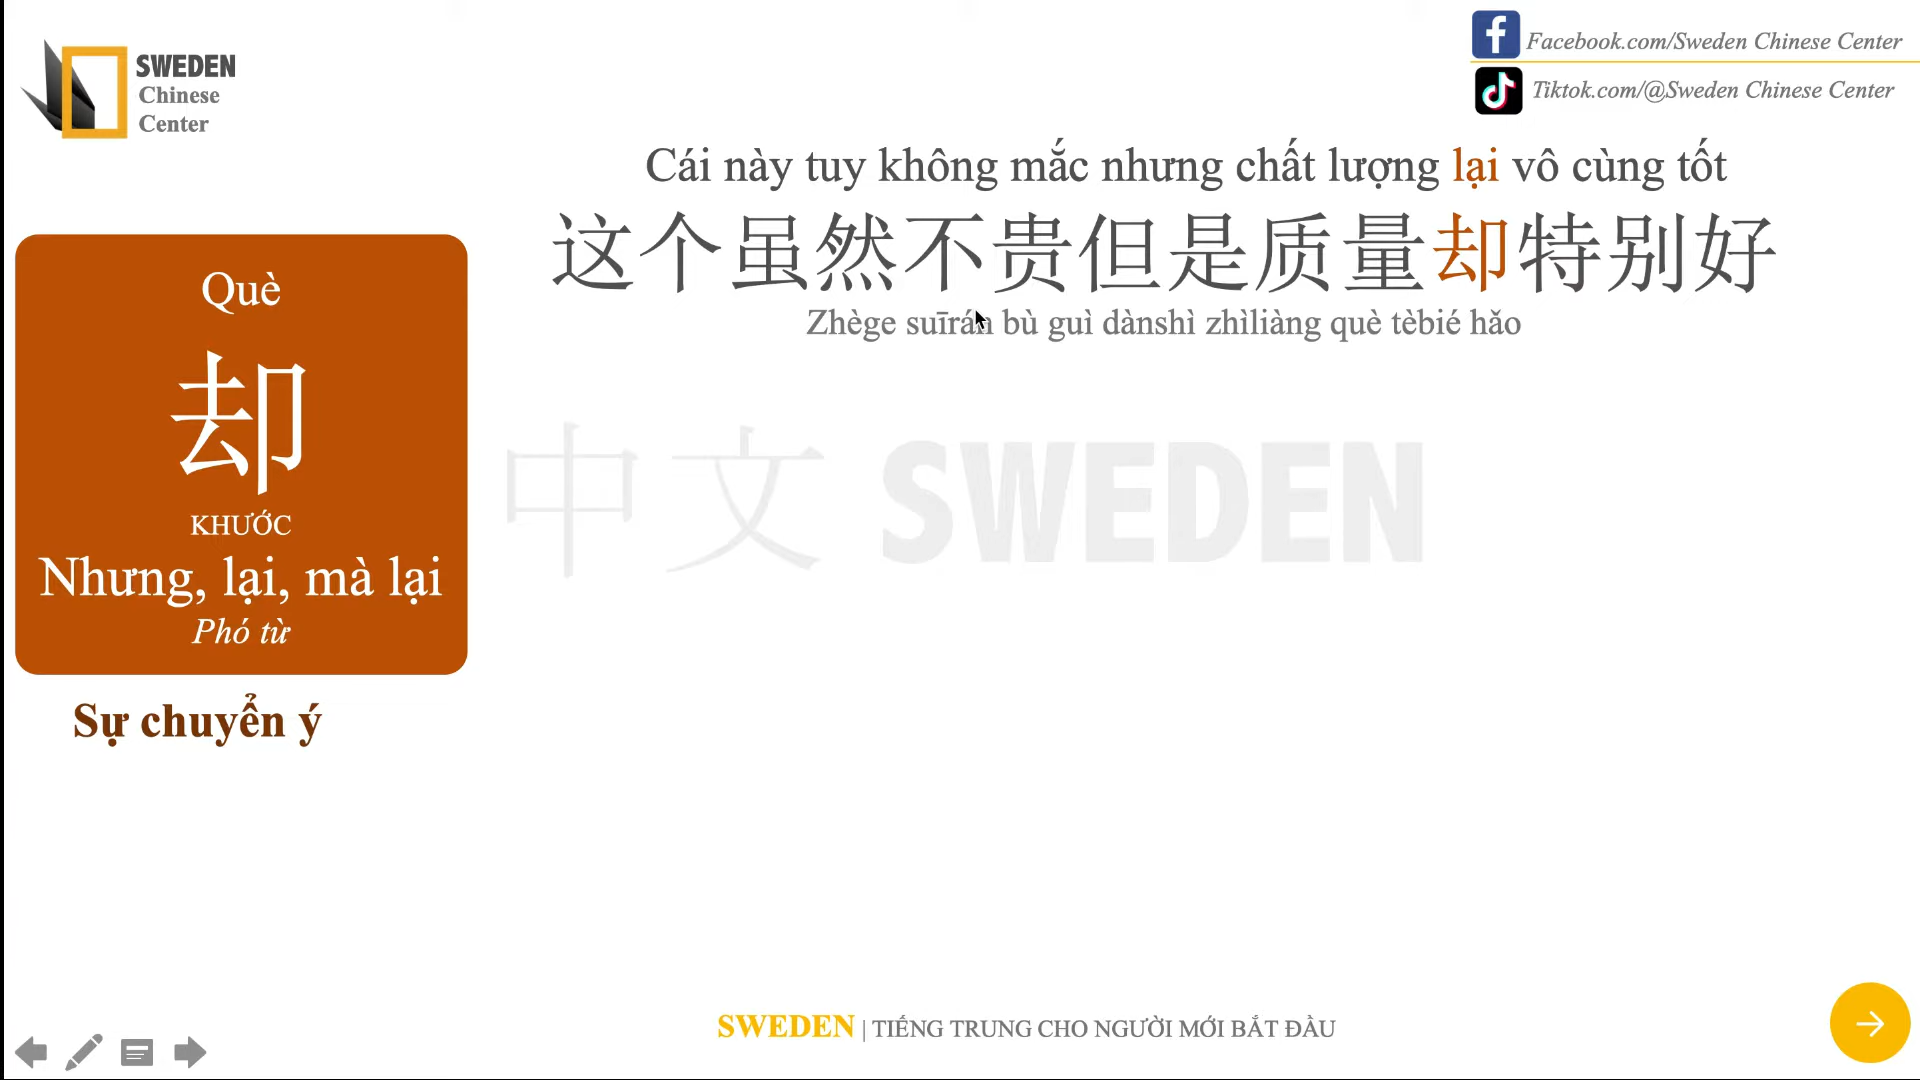 SWEDEN
Chinese
Center
Facebook.com/Sweden Chinese Center
Tiktok.com/@Sweden Chinese Center
Cái này tuy không mắc nhưng chất lượng lại vô cùng tốt
这个虽然不贵但是质量却特别好
Zhège suīrán bù guì dànshì zhìliàng què tèbié hǎo
Què
却
KHƯỚC
Nhưng, lại, mà lại
Phó từ
Sự chuyển ý
中文 SWEDEN
SWEDEN | TIẾNG TRUNG CHO NGƯỜI MỚI BẮT ĐẦU